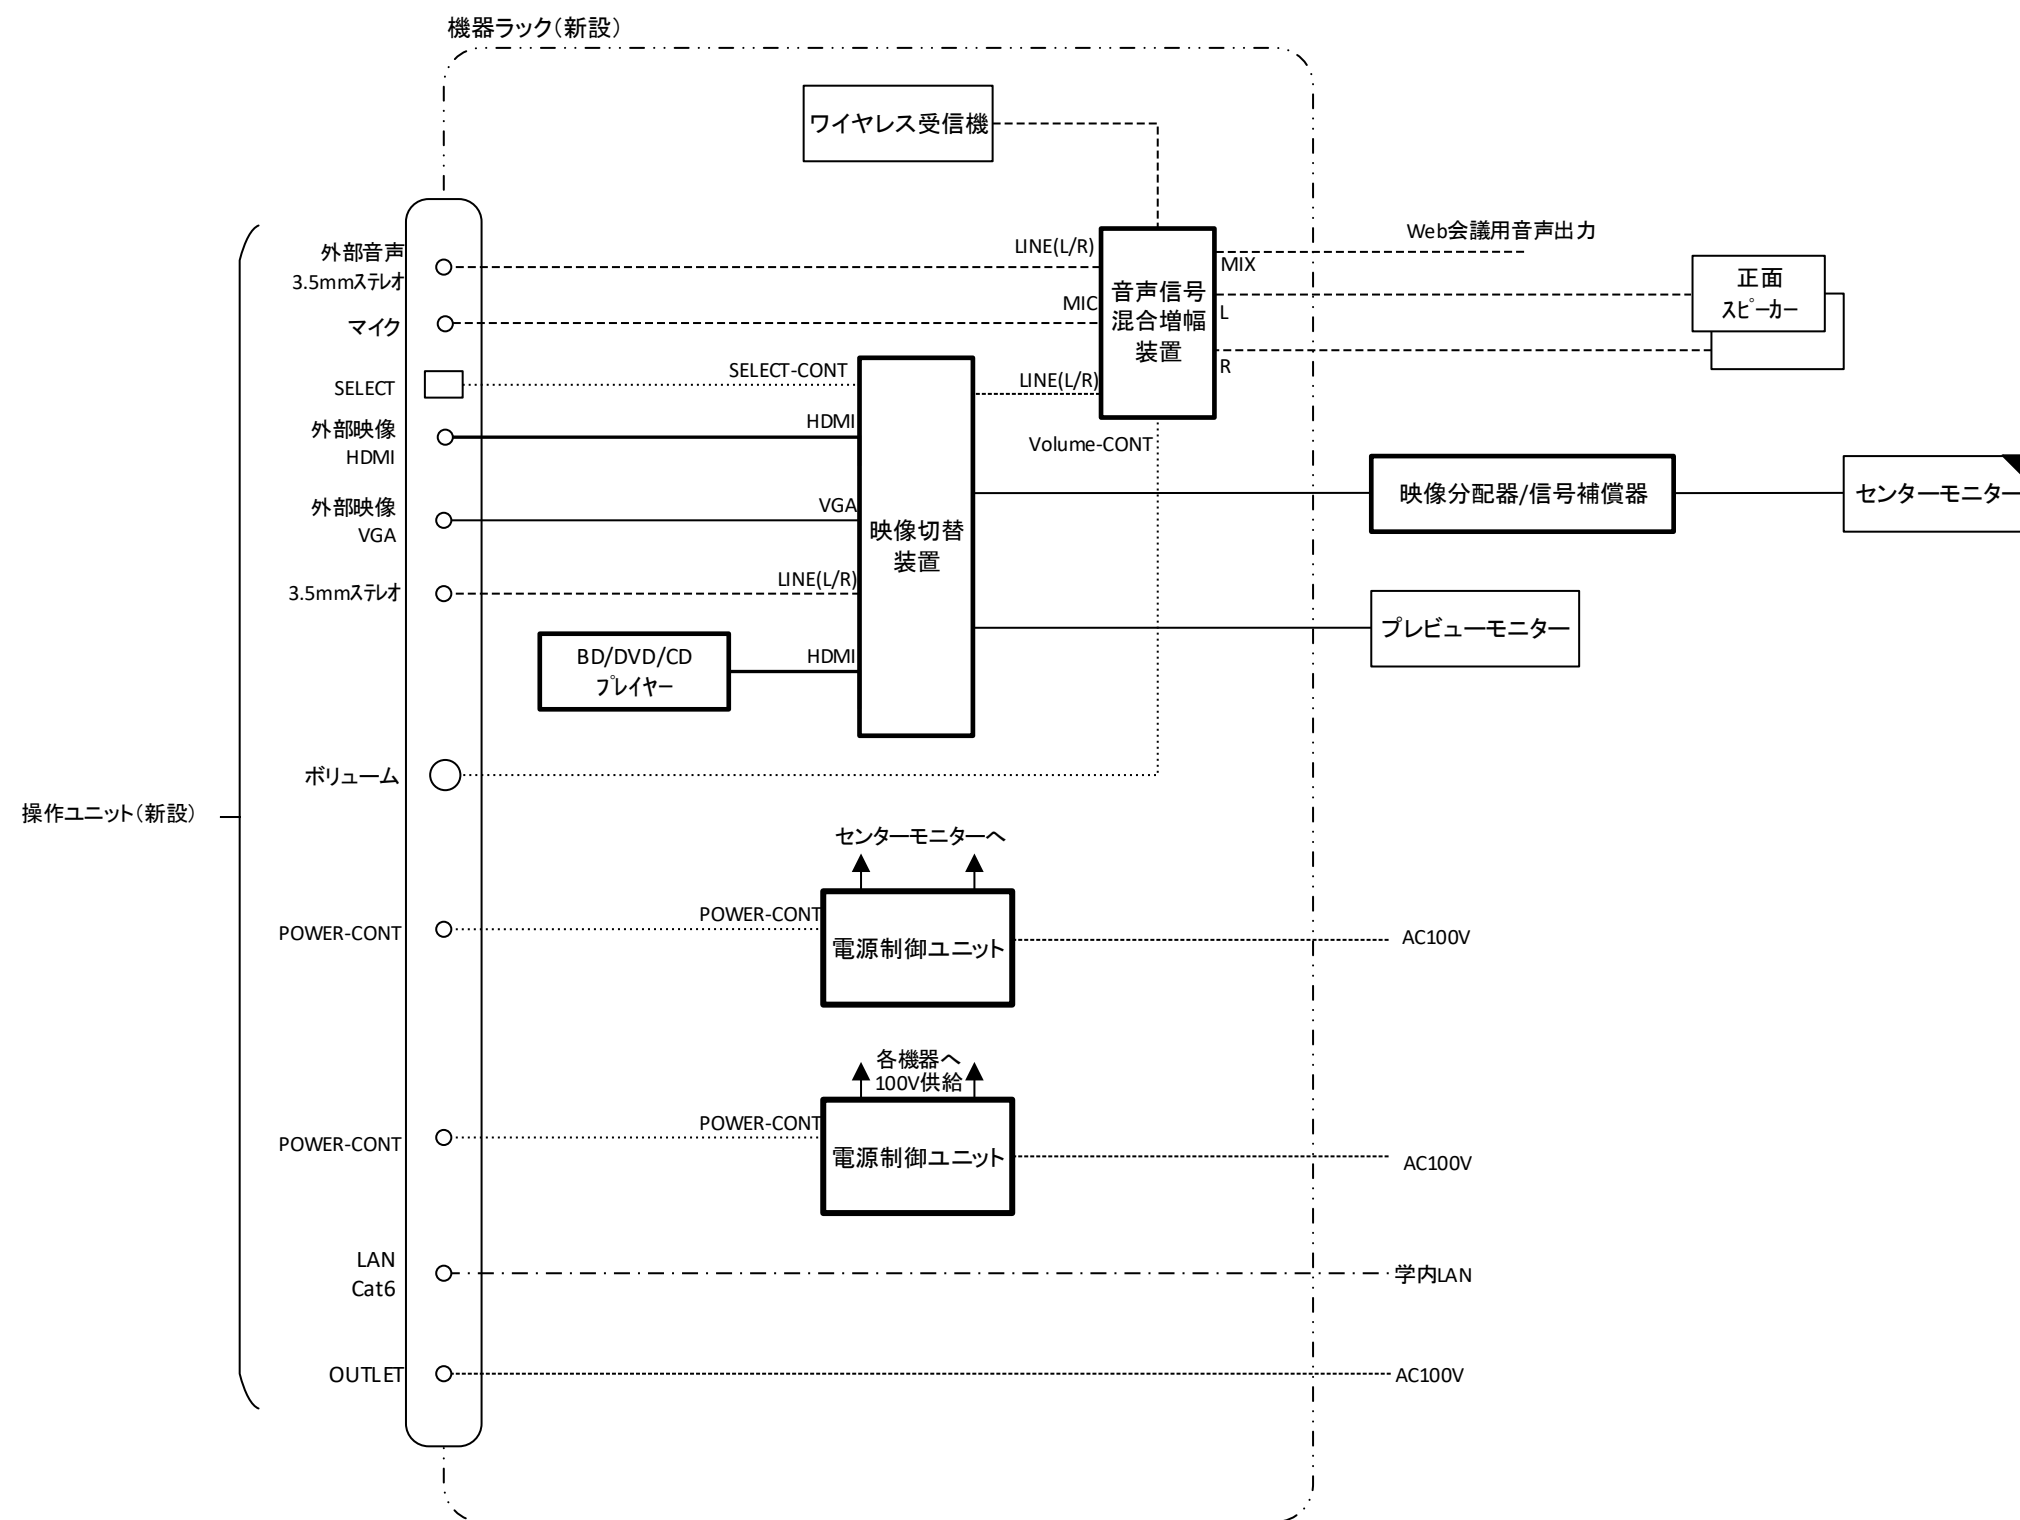 機器ラック（新設）
ワイヤレス受信機
外部音声
3.5mmｽﾃﾚｵ
LINE(L/R)
MIX
Web会議用音声出力
マイク
MIC
音声信号
混合増幅
装置
L
R
正面
ｽﾋﾟｰｶｰ
SELECT
SELECT-CONT
LINE(L/R)
外部映像
HDMI
HDMI
Volume-CONT
外部映像
VGA
VGA
映像切替
装置
映像分配器/信号補償器
センターモニター
3.5mmｽﾃﾚｵ
LINE(L/R)
プレビューモニター
BD/DVD/CD
ﾌﾟﾚｲﾔｰ
HDMI
ボリューム
操作ユニット（新設）
センターモニターへ
POWER-CONT
POWER-CONT
電源制御ユニット
AC100V
各機器へ
100V供給
POWER-CONT
POWER-CONT
電源制御ユニット
AC100V
LAN
Cat6
学内LAN
OUTLET
AC100V